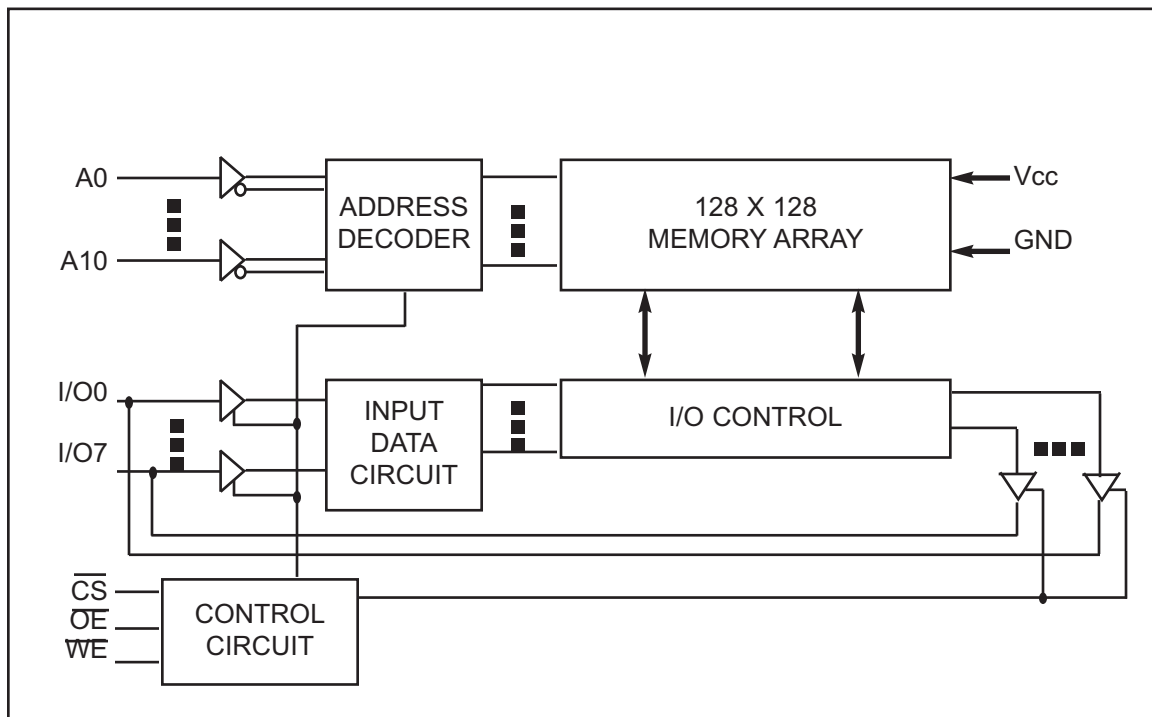 A0
A10
ADDRESS
DECODER
128 X 128
MEMORY ARRAY
Vcc
GND
I/O0
I/O7
INPUT
DATA
CIRCUIT
I/O CONTROL
CS
OE
WE
CONTROL
CIRCUIT